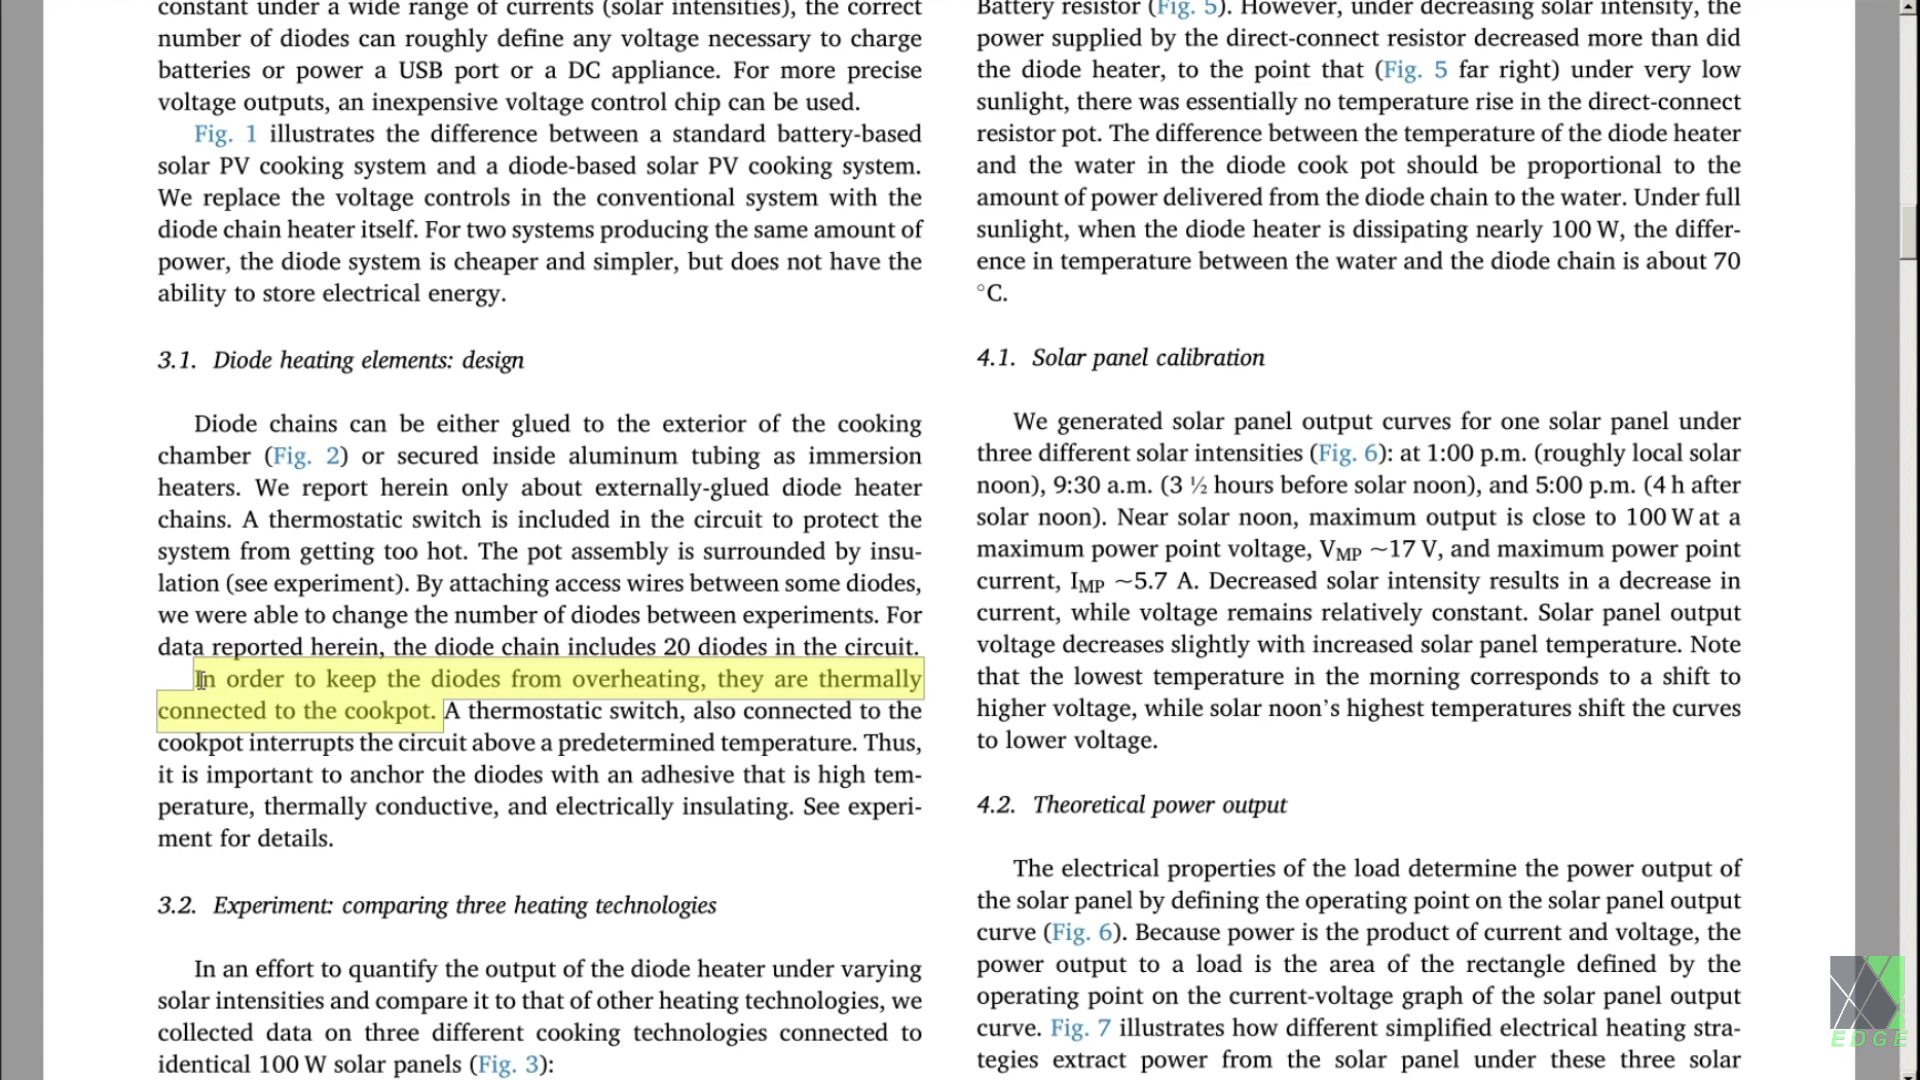 constant under a wide range of currents (solar intensities), the correct
number of diodes can roughly define any voltage necessary to charge
batteries or power a USB port or a DC appliance. For more precise
voltage outputs, an inexpensive voltage control chip can be used.
Fig. 1 illustrates the difference between a standard battery-based
solar PV cooking system and a diode-based solar PV cooking system.
We replace the voltage controls in the conventional system with the
diode chain heater itself. For two systems producing the same amount of
power, the diode system is cheaper and simpler, but does not have the
ability to store electrical energy.
3.1. Diode heating elements: design
Diode chains can be either glued to the exterior of the cooking
chamber (Fig. 2) or secured inside aluminum tubing as immersion
heaters. We report herein only about externally-glued diode heater
chains. A thermostatic switch is included in the circuit to protect the
system from getting too hot. The pot assembly is surrounded by insu-
lation (see experiment). By attaching access wires between some diodes,
we were able to change the number of diodes between experiments. For
data reported herein, the diode chain includes 20 diodes in the circuit.
In order to keep the diodes from overheating, they are thermally
connected to the cookpot. A thermostatic switch, also connected to the
cookpot interrupts the circuit above a predetermined temperature. Thus,
it is important to anchor the diodes with an adhesive that is high tem-
perature, thermally conductive, and electrically insulating. See experi-
ment for details.
3.2. Experiment: comparing three heating technologies
In an effort to quantify the output of the diode heater under varying
solar intensities and compare it to that of other heating technologies, we
collected data on three different cooking technologies connected to
identical 100 W solar panels (Fig. 3):
Battery resistor (Fig. 5). However, under decreasing solar intensity, the
power supplied by the direct-connect resistor decreased more than did
the diode heater, to the point that (Fig. 5 far right) under very low
sunlight, there was essentially no temperature rise in the direct-connect
resistor pot. The difference between the temperature of the diode heater
and the water in the diode cook pot should be proportional to the
amount of power delivered from the diode chain to the water. Under full
sunlight, when the diode heater is dissipating nearly 100 W, the differ-
ence in temperature between the water and the diode chain is about 70
°C.
4.1. Solar panel calibration
We generated solar panel output curves for one solar panel under
three different solar intensities (Fig. 6): at 1:00 p.m. (roughly local solar
noon), 9:30 a.m. (3 ½ hours before solar noon), and 5:00 p.m. (4 h after
solar noon). Near solar noon, maximum output is close to 100 W at a
maximum power point voltage, VMP ~17 V, and maximum power point
current, IMP ~5.7 A. Decreased solar intensity results in a decrease in
current, while voltage remains relatively constant. Solar panel output
voltage decreases slightly with increased solar panel temperature. Note
that the lowest temperature in the morning corresponds to a shift to
higher voltage, while solar noon's highest temperatures shift the curves
to lower voltage.
4.2. Theoretical power output
The electrical properties of the load determine the power output of
the solar panel by defining the operating point on the solar panel output
curve (Fig. 6). Because power is the product of current and voltage, the
power output to a load is the area of the rectangle defined by the
operating point on the current-voltage graph of the solar panel output
curve. Fig. 7 illustrates how different simplified electrical heating stra-
tegies extract power from the solar panel under these three solar
EDGE